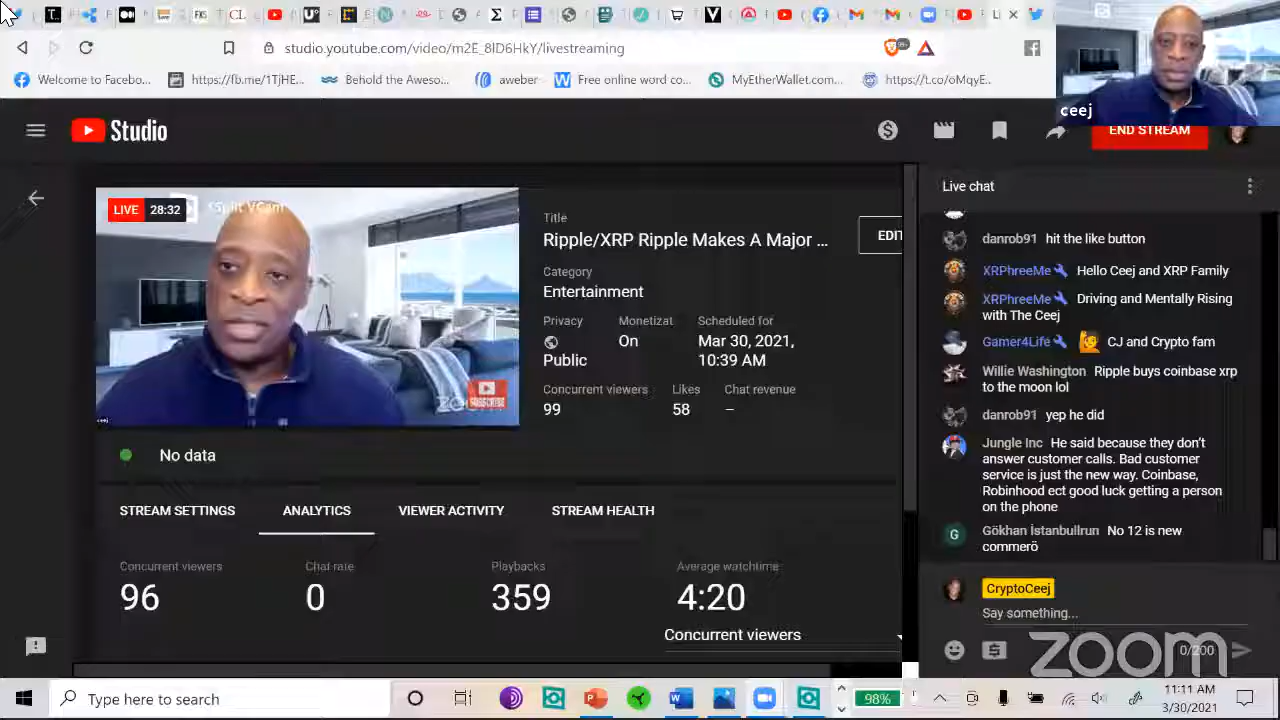 studio.youtube.com/video/m2E_8lD6HkY/livestreaming
Welcome to Facebo...
https://fb.me/1TjHE...
Behold the Aweso...
aweber
Free online word co...
MyEtherWallet.com...
https://t.co/oMqyE..
ceej
Studio
END STREAM
LIVE 28:32
Title
Ripple/XRP Ripple Makes A Major ...
EDIT
Category
Entertainment
Privacy
Monetizat
Scheduled for
Public
On
Mar 30, 2021,
10:39 AM
Concurrent viewers
Likes
Chat revenue
99
58
–
SUBSCRIBE
zoom
No data
STREAM SETTINGS
ANALYTICS
VIEWER ACTIVITY
STREAM HEALTH
Concurrent viewers
Chat rate
Playbacks
Average watchtime
96
0
359
4:20
Concurrent viewers
Live chat
danrob91 hit the like button
XRPhreeMe Hello Ceej and XRP Family
XRPhreeMe Driving and Mentally Rising
with The Ceej
Gamer4Life CJ and Crypto fam
Willie Washington Ripple buys coinbase xrp
to the moon lol
danrob91 yep he did
Jungle Inc He said because they don't
answer customer calls. Bad customer
service is just the new way. Coinbase,
Robinhood ect good luck getting a person
on the phone
Gökhan İstanbullrun No 12 is new
commerö
CryptoCeej
Say something...
0/200
zoom
Type here to search
98%
11:11 AM
3/30/2021